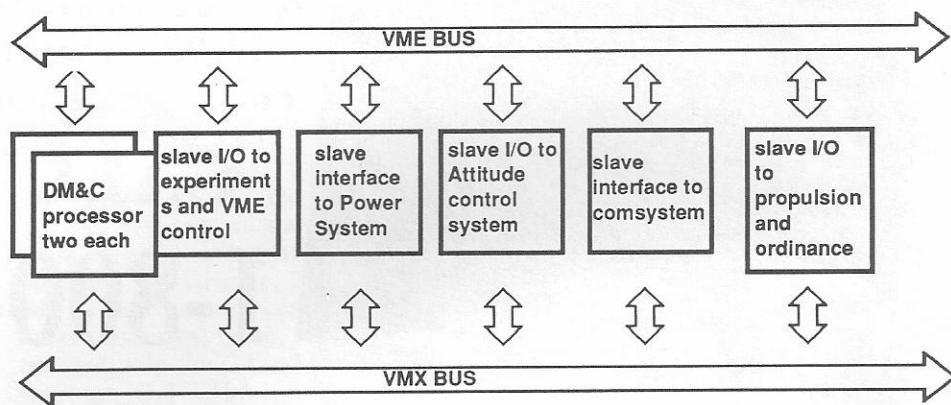 VME BUS
DM&C
processor
two each
slave I/O to
experiment
s and VME
control
slave
interface
to Power
System
slave I/O to
Attitude
control
system
slave
interface to
comsystem
slave I/O
to
propulsion
and
ordinance
VMX BUS